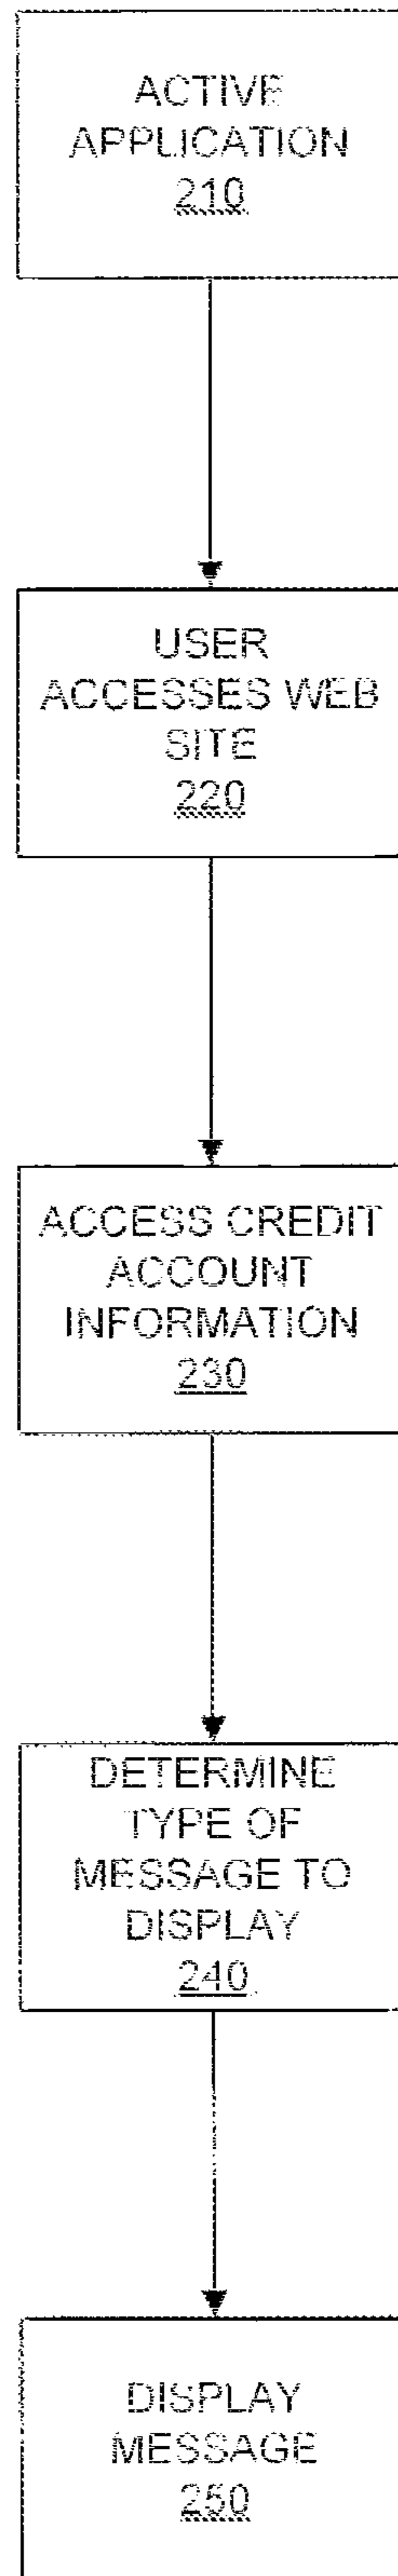 ACTIVE
APPLICATION
210
USER
ACCESSES WEB
SITE
220
ACCESS CREDIT
ACCOUNT
INFORMATION
230
DETERMINE
TYPE OF
MESSAGE TO
DISPLAY
240
DISPLAY
MESSAGE
250